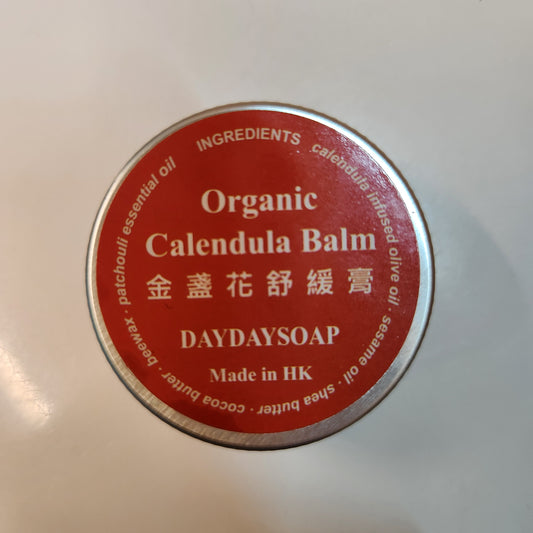 INGREDIENTS calendula infused olive oil · sesame oil · shea butter · cocoa butter · beewax · patchouli essential oil
Organic
Calendula Balm
金盞花舒緩膏
DAYDAYSOAP
Made in HK